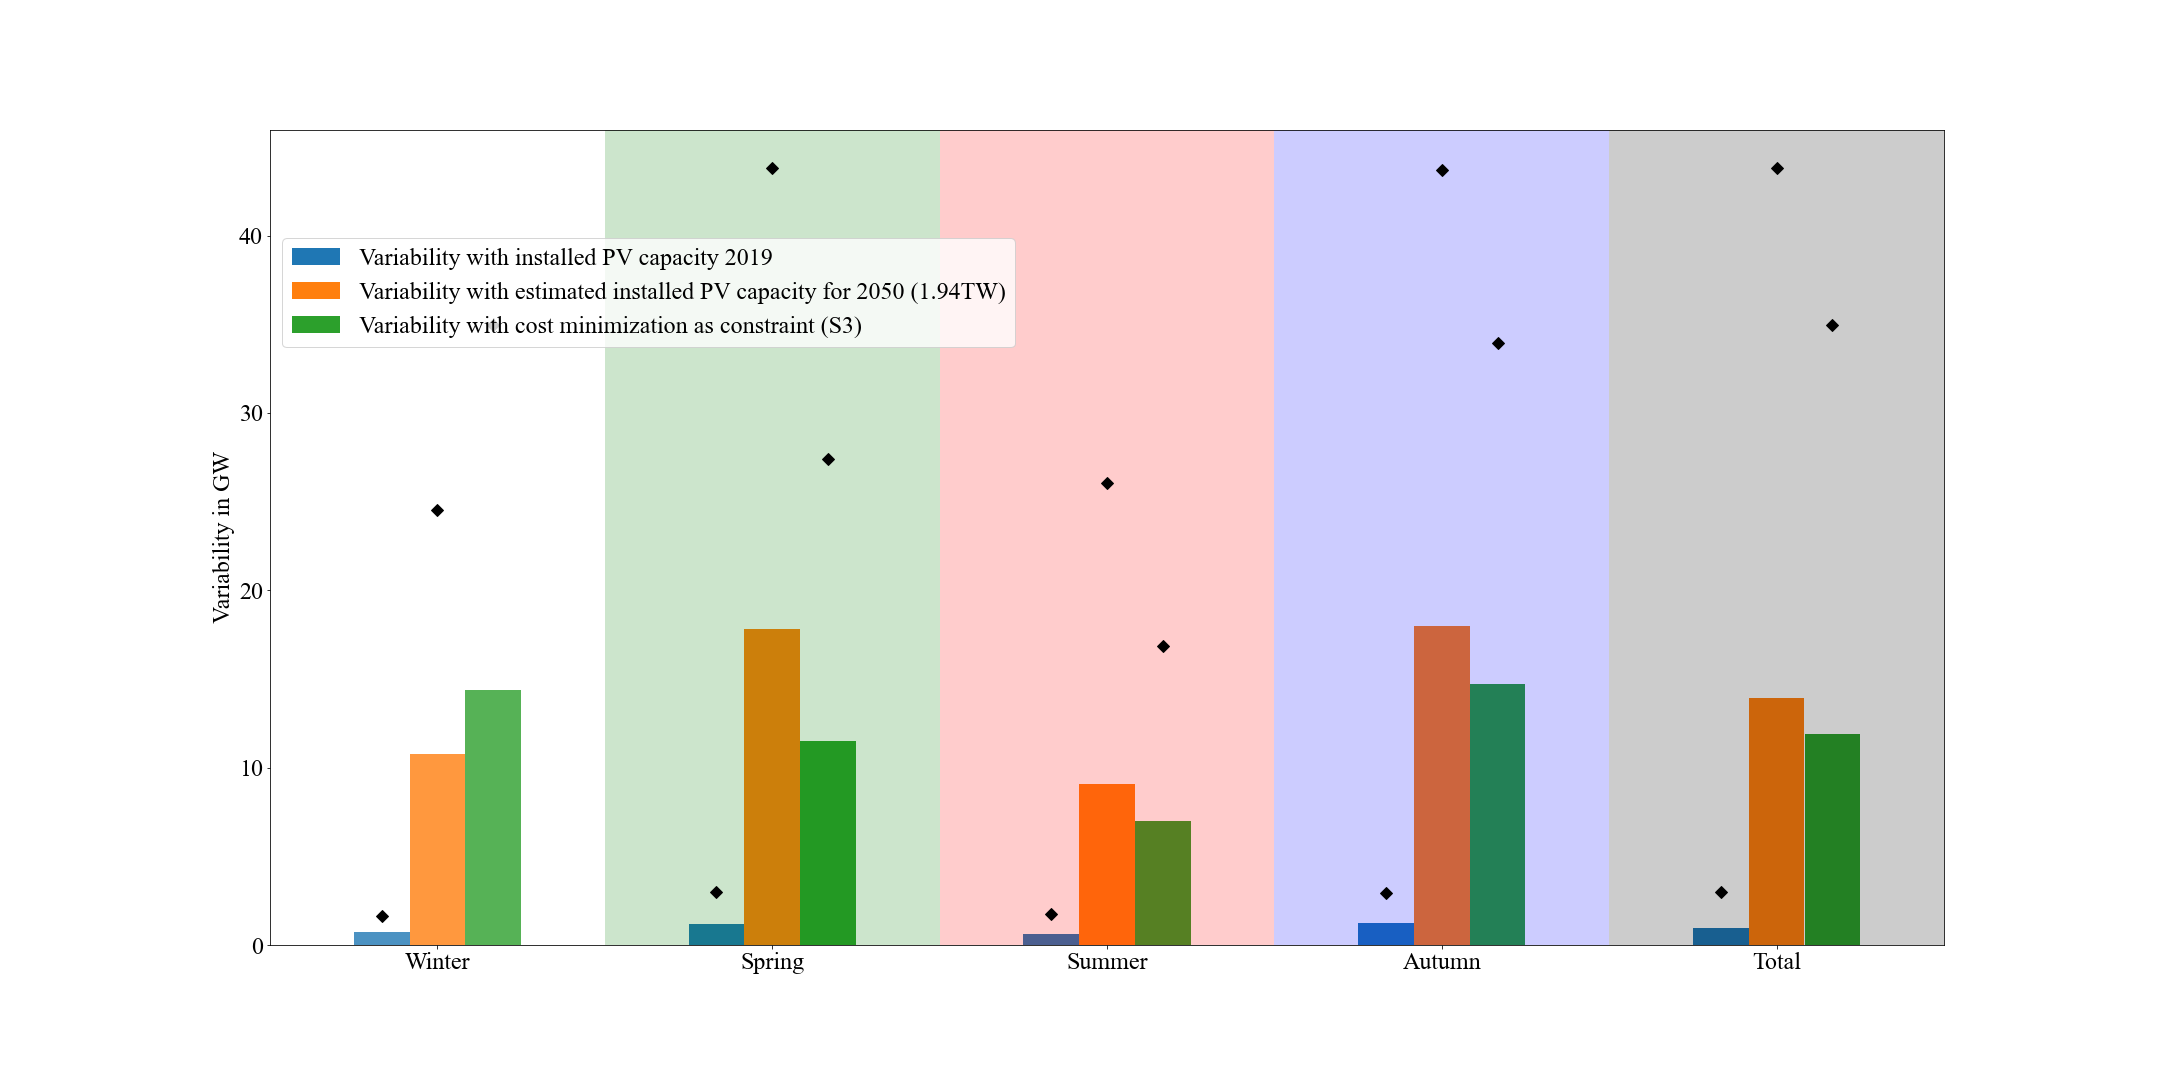 40
30
20
10
0
Variability in GW
Variability with installed PV capacity 2019
Variability with estimated installed PV capacity for 2050 (1.94TW)
Variability with cost minimization as constraint (S3)
Winter
Spring
Summer
Autumn
Total